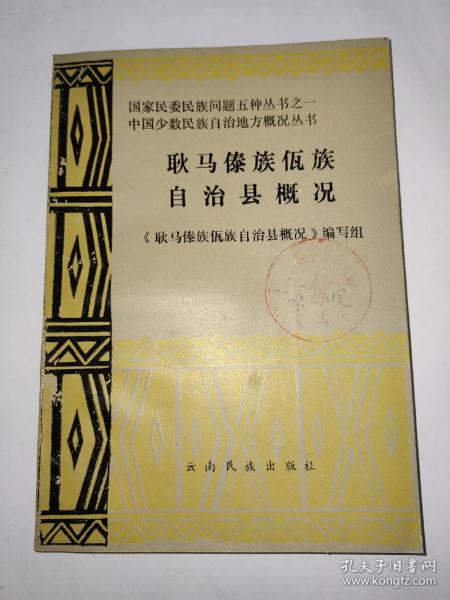 国家民委民族问题五种丛书之一
中国少数民族自治地方概况丛书
耿马傣族佤族
自治县概况
《耿马傣族佤族自治县概况》编写组
云南民族出版社
孔夫子旧书网
www.kongfz.com